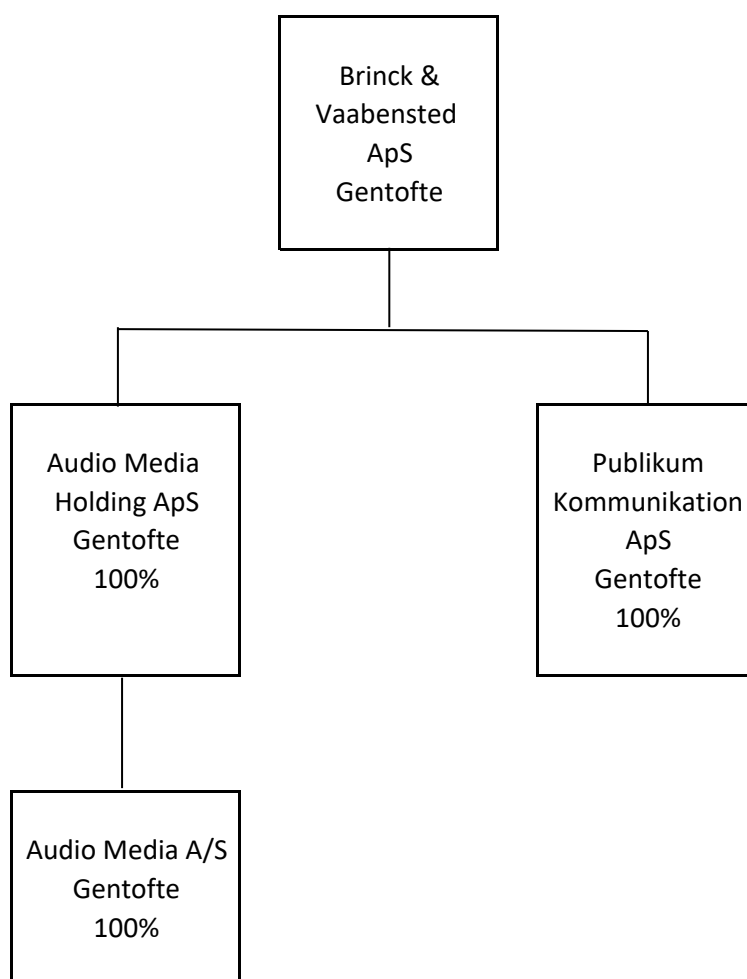 Brinck &
Vaabensted
ApS
Gentofte
Audio Media
Holding ApS
Gentofte
100%
Publikum
Kommunikation
ApS
Gentofte
100%
Audio Media A/S
Gentofte
100%